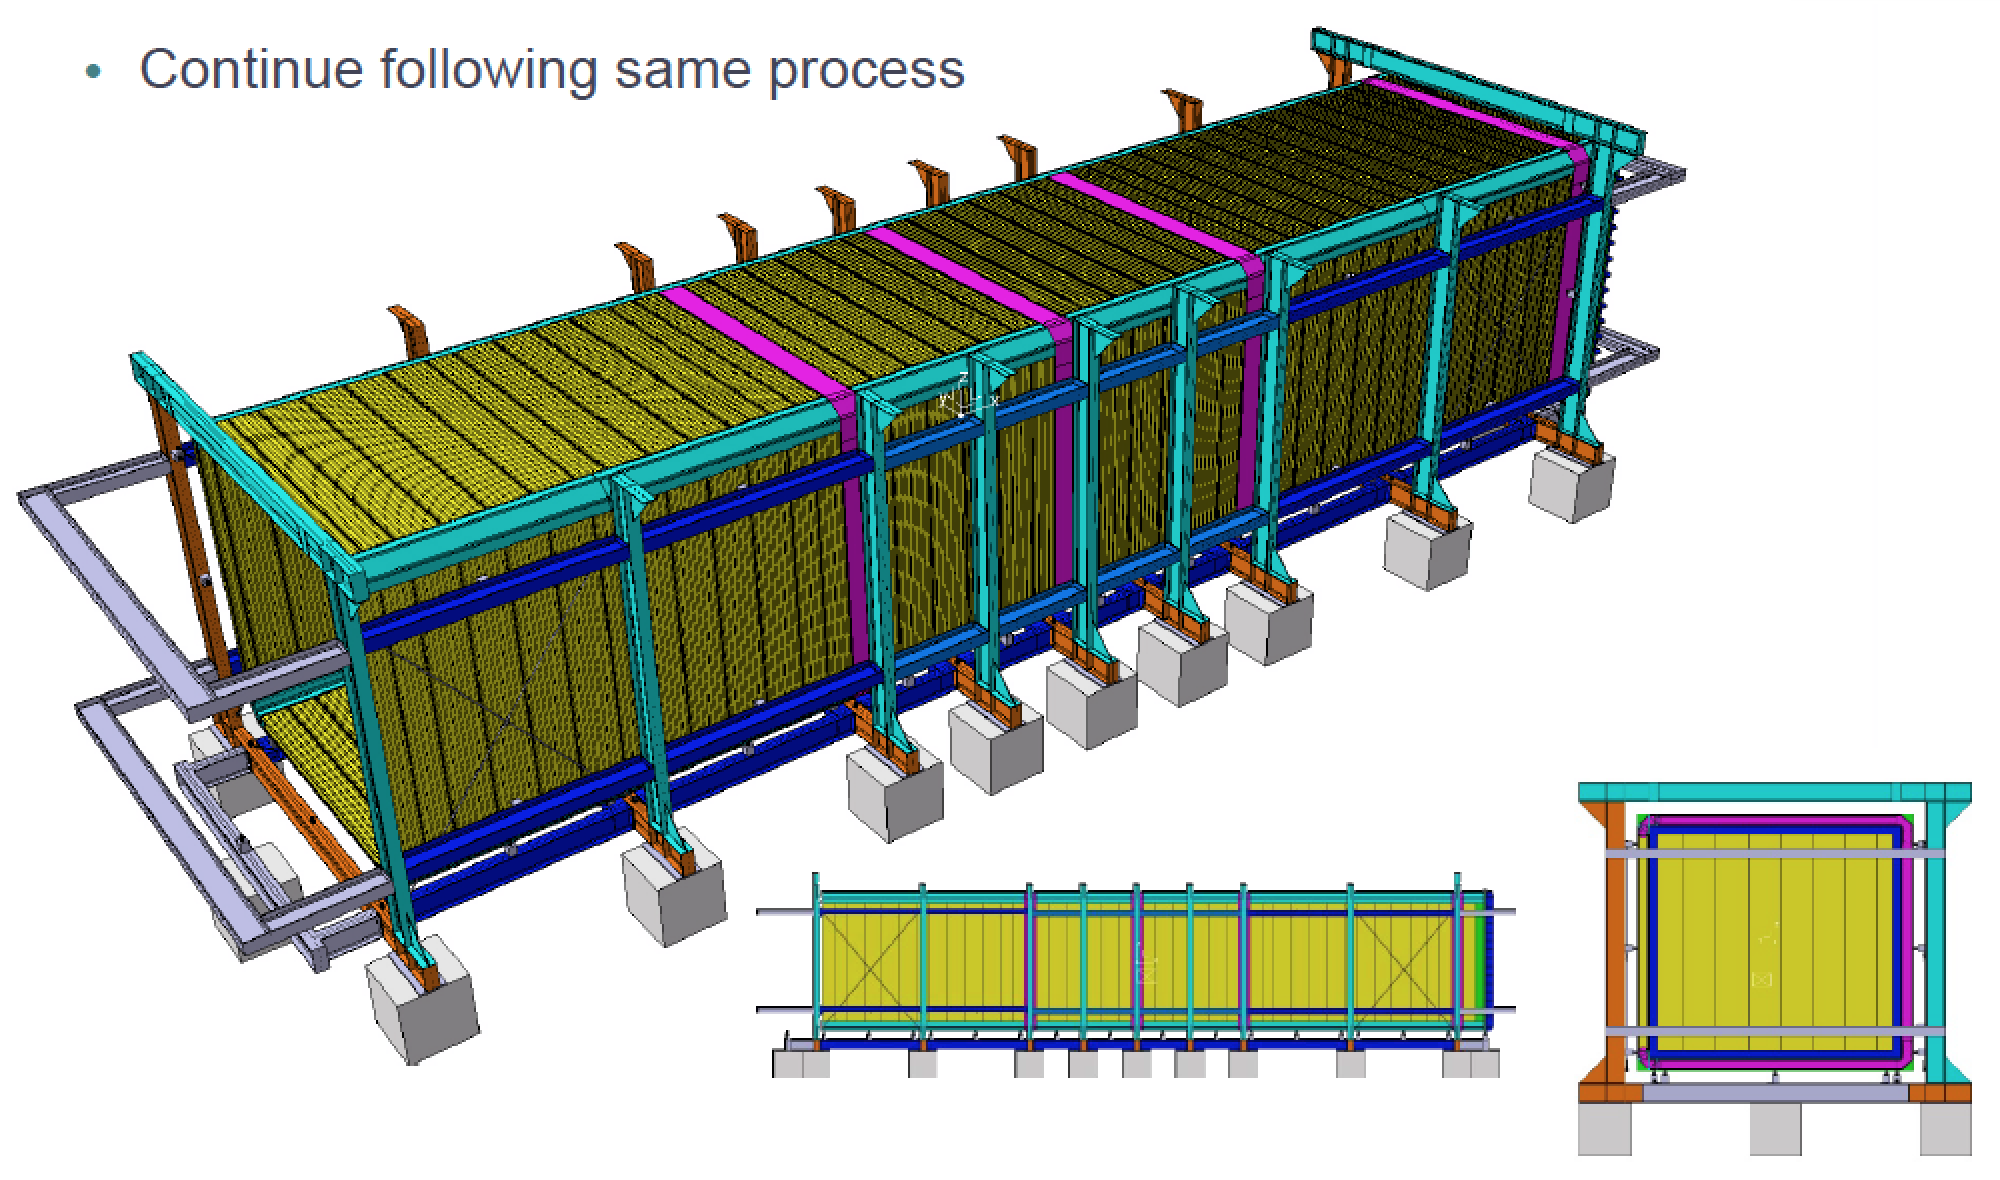 • Continue following same process
z
y
x